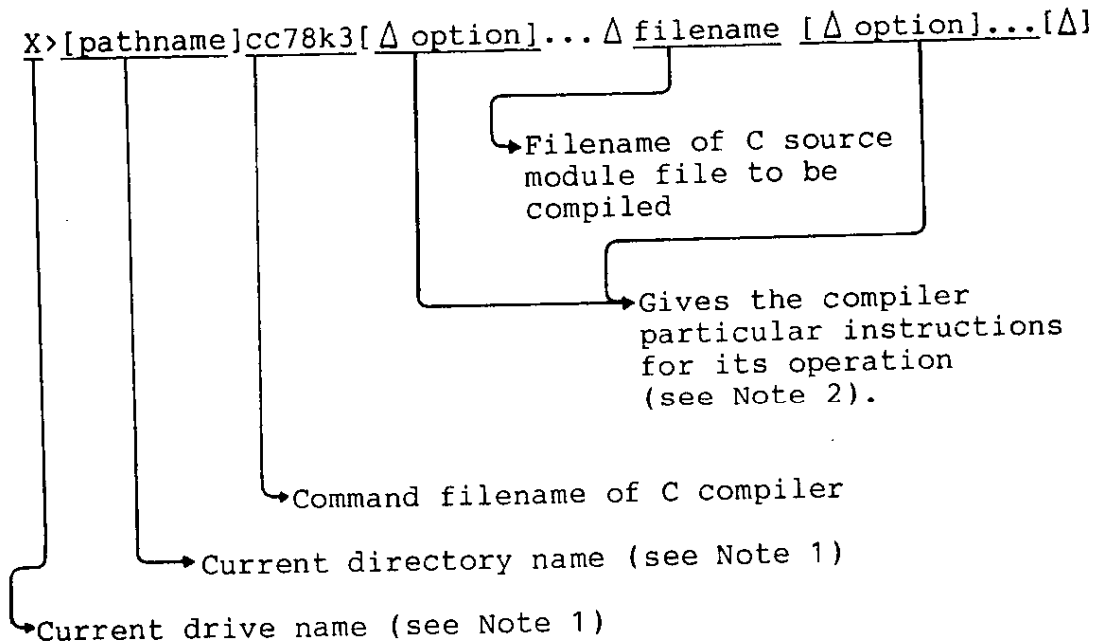 X>[pathname]cc78k3[Δ option]...Δ filename [Δ option]...[Δ]
Filename of C source
module file to be
compiled
Gives the compiler
particular instructions
for its operation
(see Note 2).
Command filename of C compiler
Current directory name (see Note 1)
Current drive name (see Note 1)